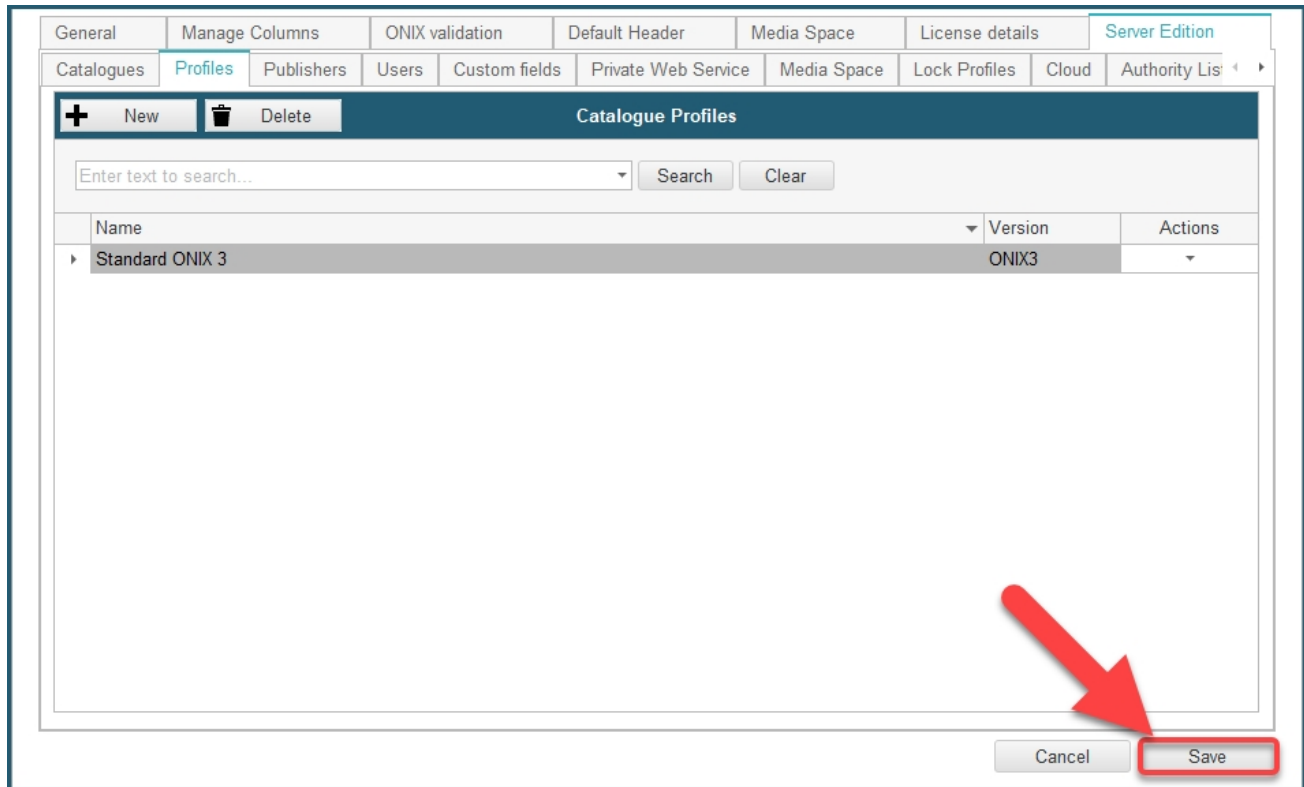 General Manage Columns ONIX validation Default Header Media Space License details Server Edition
Catalogues Profiles Publishers Users Custom fields Private Web Service Media Space Lock Profiles Cloud Authority Lis
New Delete Catalogue Profiles
Enter text to search... Search Clear
Name Version Actions
Standard ONIX 3 ONIX3
Cancel Save